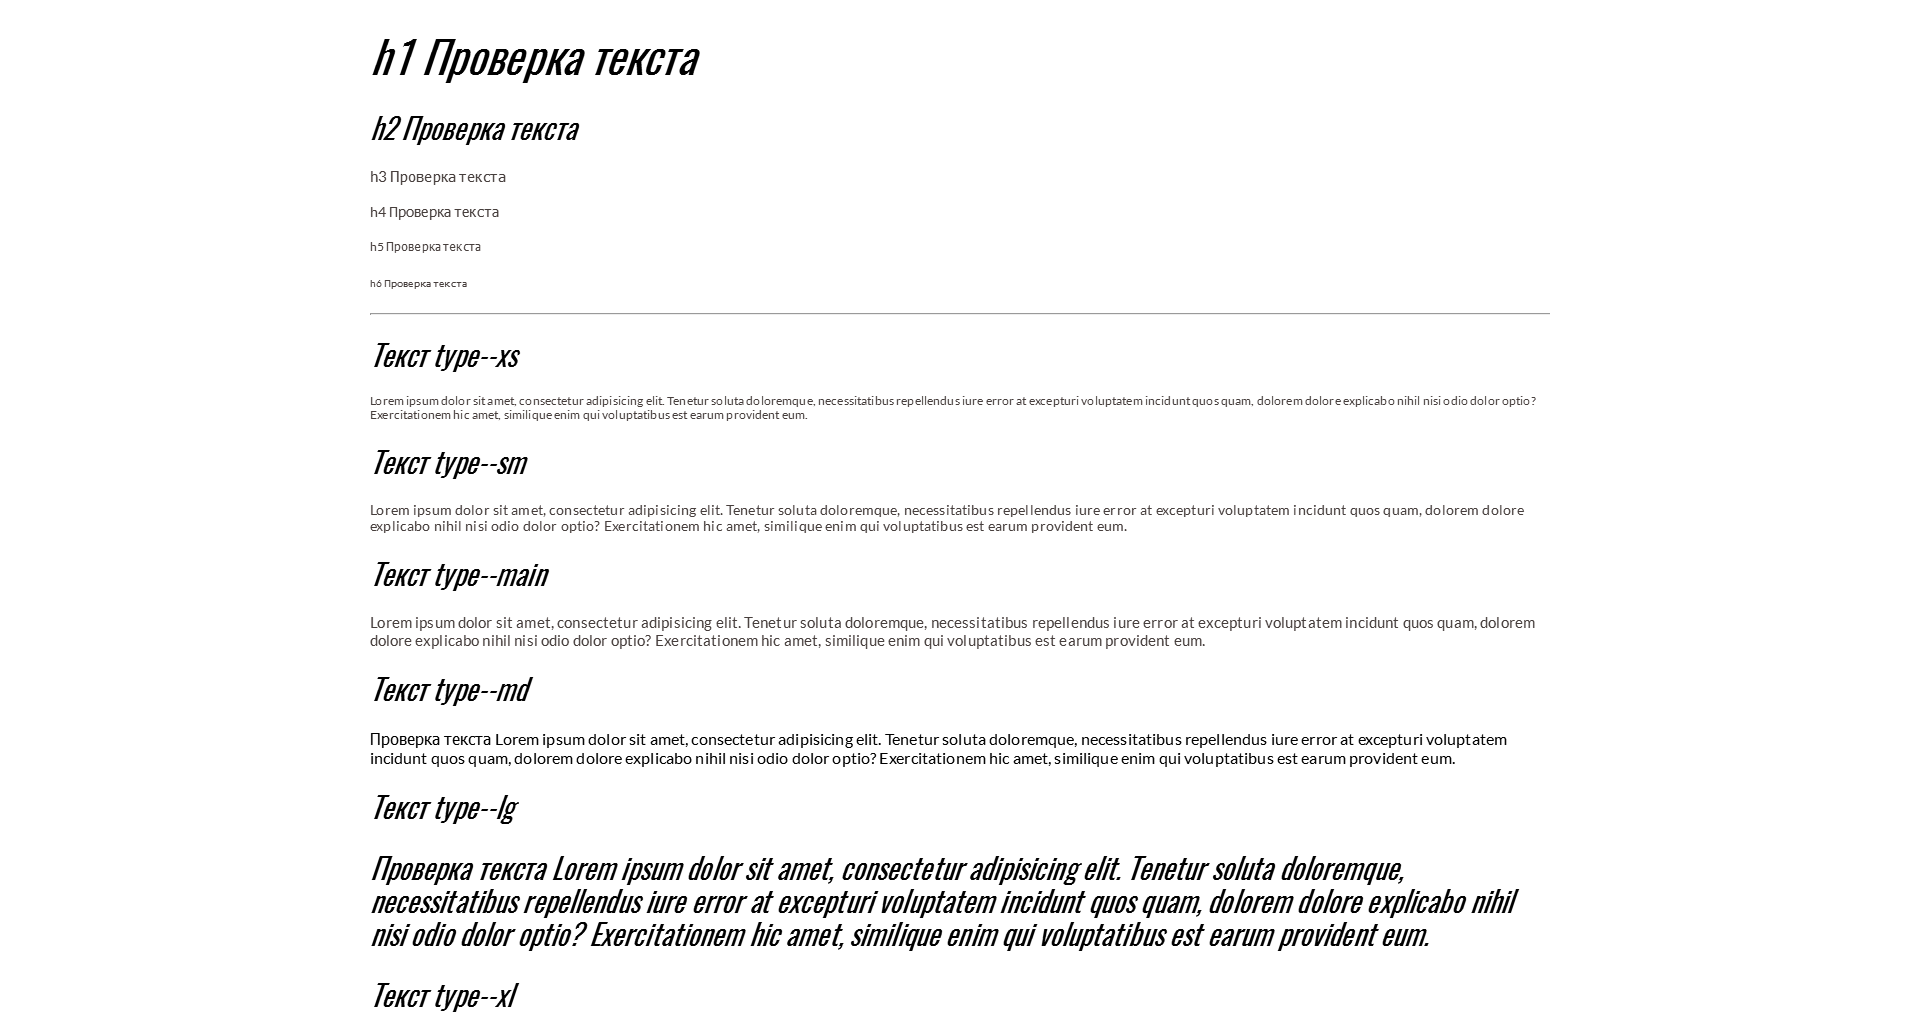 h1 Проверка текста
h2 Проверка текста
h3 Проверка текста
h4 Проверка текста
h5 Проверка текста
h6 Проверка текста
Текст type--xs
Lorem ipsum dolor sit amet, consectetur adipisicing elit. Tenetur soluta doloremque, necessitatibus repellendus iure error at excepturi voluptatem incidunt quos quam, dolorem dolore explicabo nihil nisi odio dolor optio?
Exercitationem hic amet, similique enim qui voluptatibus est earum provident eum.
Текст type--sm
Lorem ipsum dolor sit amet, consectetur adipisicing elit. Tenetur soluta doloremque, necessitatibus repellendus iure error at excepturi voluptatem incidunt quos quam, dolorem dolore
explicabo nihil nisi odio dolor optio? Exercitationem hic amet, similique enim qui voluptatibus est earum provident eum.
Текст type--main
Lorem ipsum dolor sit amet, consectetur adipisicing elit. Tenetur soluta doloremque, necessitatibus repellendus iure error at excepturi voluptatem incidunt quos quam, dolorem
dolore explicabo nihil nisi odio dolor optio? Exercitationem hic amet, similique enim qui voluptatibus est earum provident eum.
Текст type--md
Проверка текста Lorem ipsum dolor sit amet, consectetur adipisicing elit. Tenetur soluta doloremque, necessitatibus repellendus iure error at excepturi voluptatem
incidunt quos quam, dolorem dolore explicabo nihil nisi odio dolor optio? Exercitationem hic amet, similique enim qui voluptatibus est earum provident eum.
Текст type--lg
Проверка текста Lorem ipsum dolor sit amet, consectetur adipisicing elit. Tenetur soluta doloremque,
necessitatibus repellendus iure error at excepturi voluptatem incidunt quos quam, dolorem dolore explicabo nihil
nisi odio dolor optio? Exercitationem hic amet, similique enim qui voluptatibus est earum provident eum.
Текст type--xl